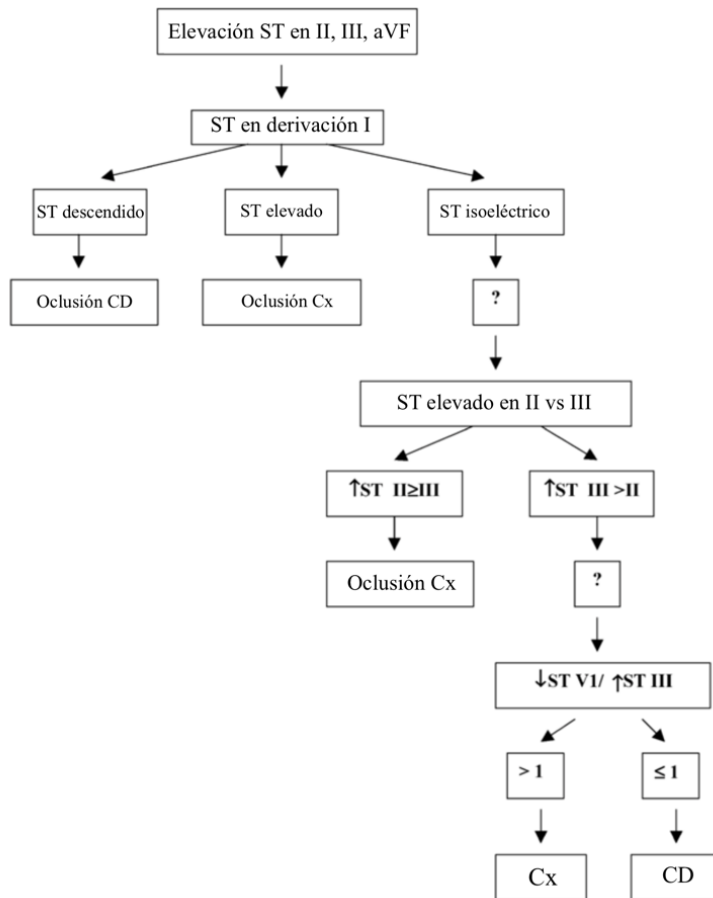 Elevación ST en II, III, aVF
ST en derivación I
ST descendido
ST elevado
ST isoeléctrico
Oclusión CD
Oclusión Cx
?
ST elevado en II vs III
↑ST II≥III
↑ST III >II
Oclusión Cx
?
↓ST V1/ ↑ST III
> 1
≤ 1
Cx
CD